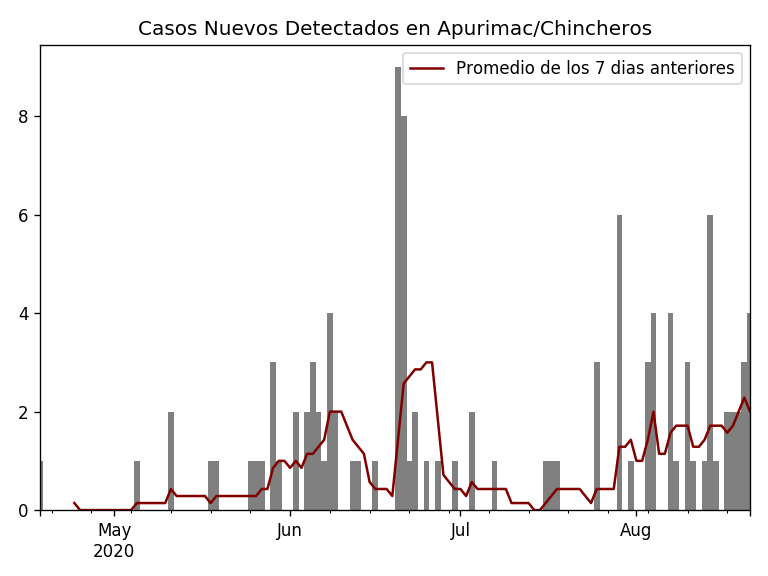 Casos Nuevos Detectados en Apurimac/Chincheros
Promedio de los 7 dias anteriores
8
6
4
2
0
May
2020
Jun
Jul
Aug